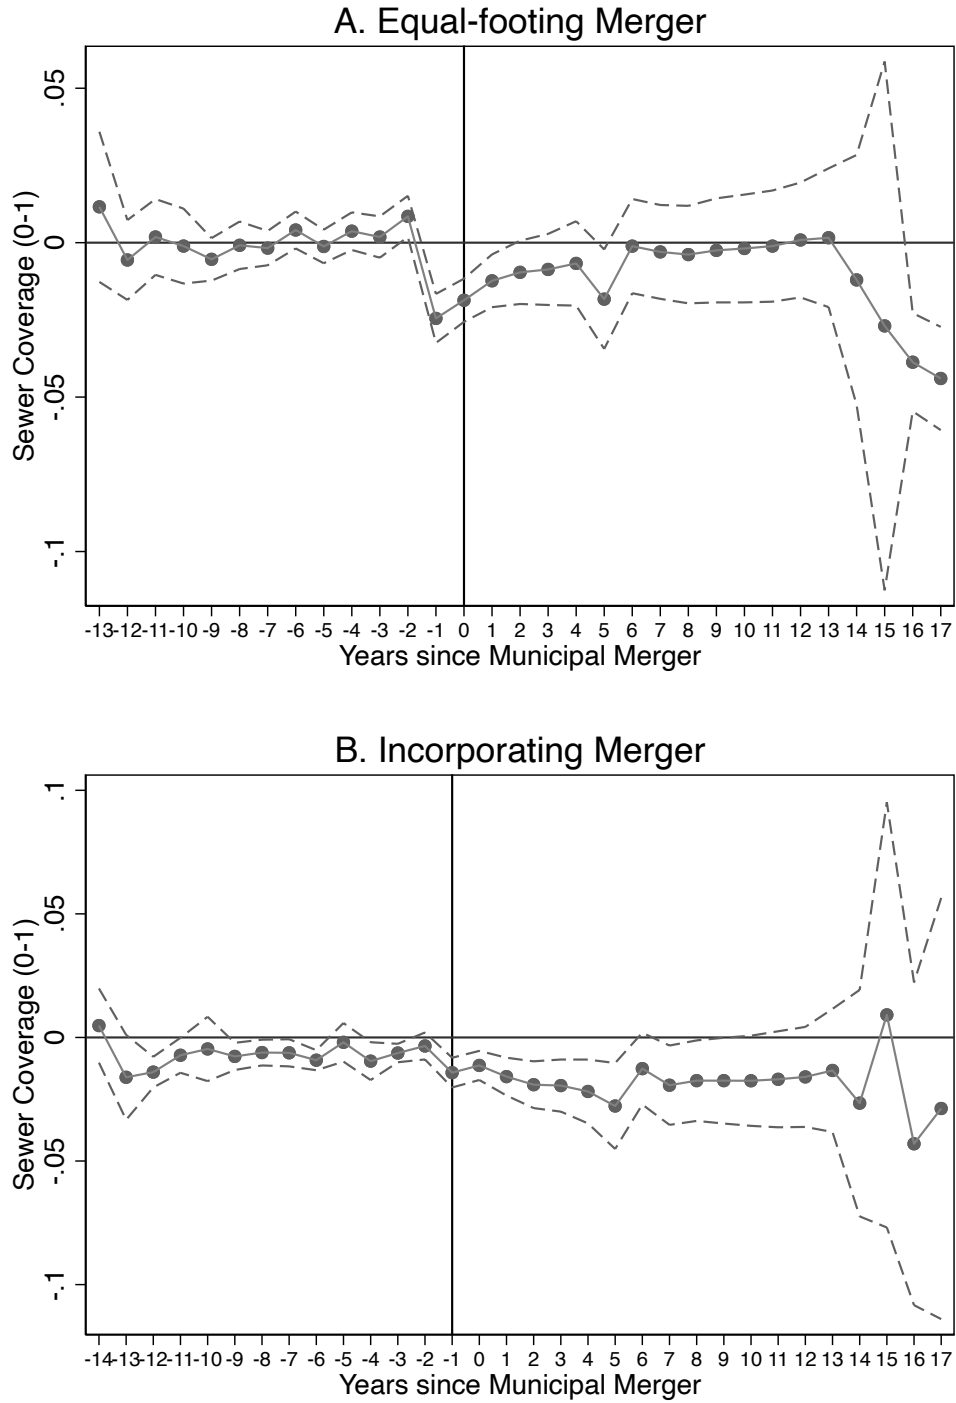 A. Equal-footing Merger
.05
0
-.05
-.1
Sewer Coverage (0-1)
-13 -12 -11 -10 -9 -8 -7 -6 -5 -4 -3 -2 -1 0 1 2 3 4 5 6 7 8 9 10 11 12 13 14 15 16 17
Years since Municipal Merger
B. Incorporating Merger
.1
.05
0
-.05
-.1
Sewer Coverage (0-1)
-14 -13 -12 -11 -10 -9 -8 -7 -6 -5 -4 -3 -2 -1 0 1 2 3 4 5 6 7 8 9 10 11 12 13 14 15 16 17
Years since Municipal Merger